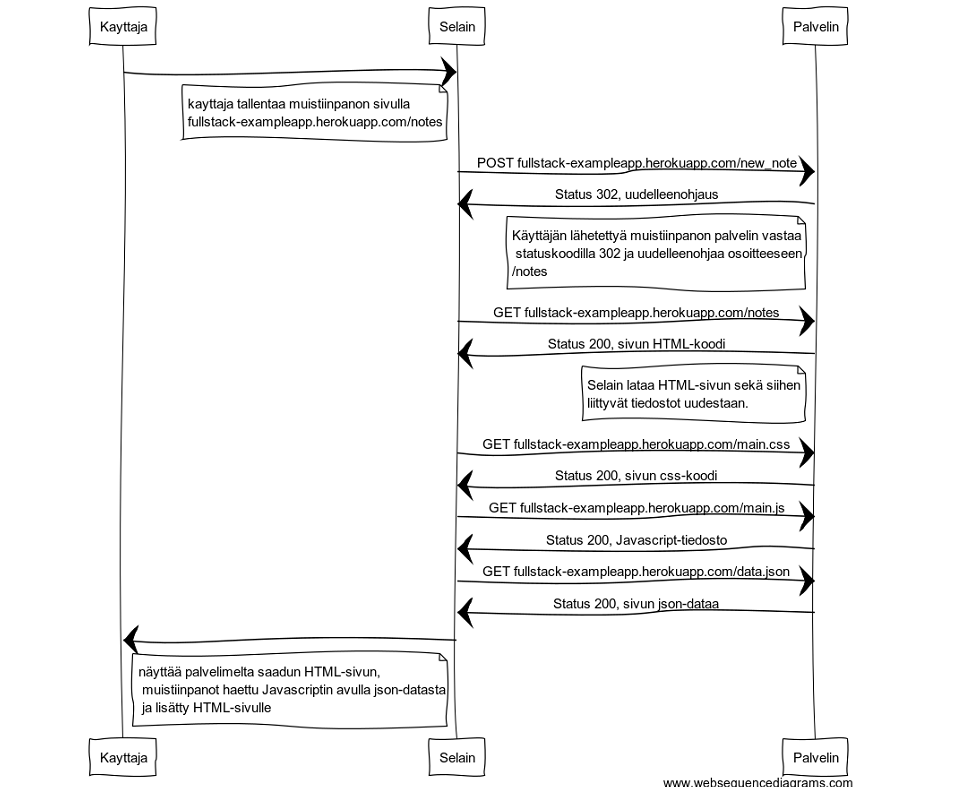 Kayttaja
Selain
Palvelin
kayttaja tallentaa muistiinpanon sivulla
fullstack-exampleapp.herokuapp.com/notes
POST fullstack-exampleapp.herokuapp.com/new_note
Status 302, uudelleenohjaus
Käyttäjän lähetettyä muistiinpanon palvelin vastaa
statuskoodilla 302 ja uudelleenohjaa osoitteeseen
/notes
GET fullstack-exampleapp.herokuapp.com/notes
Status 200, sivun HTML-koodi
Selain lataa HTML-sivun sekä siihen
liittyvät tiedostot uudestaan.
GET fullstack-exampleapp.herokuapp.com/main.css
Status 200, sivun css-koodi
GET fullstack-exampleapp.herokuapp.com/main.js
Status 200, Javascript-tiedosto
GET fullstack-exampleapp.herokuapp.com/data.json
Status 200, sivun json-dataa
näyttää palvelimelta saadun HTML-sivun,
muistiinpanot haettu Javascriptin avulla json-datasta
ja lisätty HTML-sivulle
Kayttaja
Selain
Palvelin
www.websequencediagrams.com